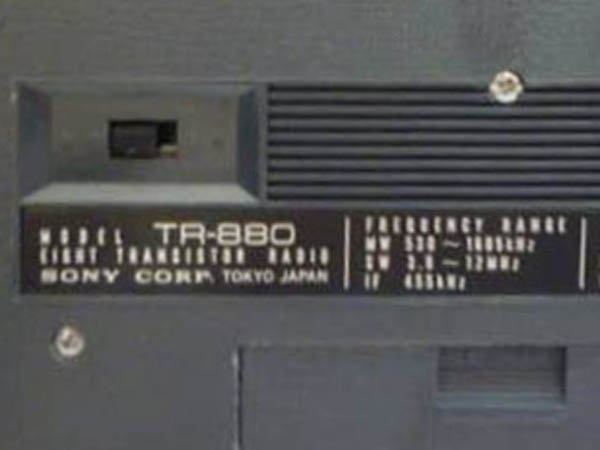 MODEL TR-880
EIGHT TRANSISTOR RADIO
SONY CORP. TOKYO JAPAN
FREQUENCY RANGE
MW 530 ~ 1605kHz
SW 3.9 ~ 12MHz
IF 455kHz